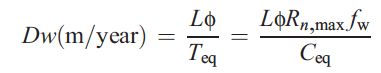 Dw(m/year) = Lϕ / T_eq = LϕR_n,max f_w / C_eq